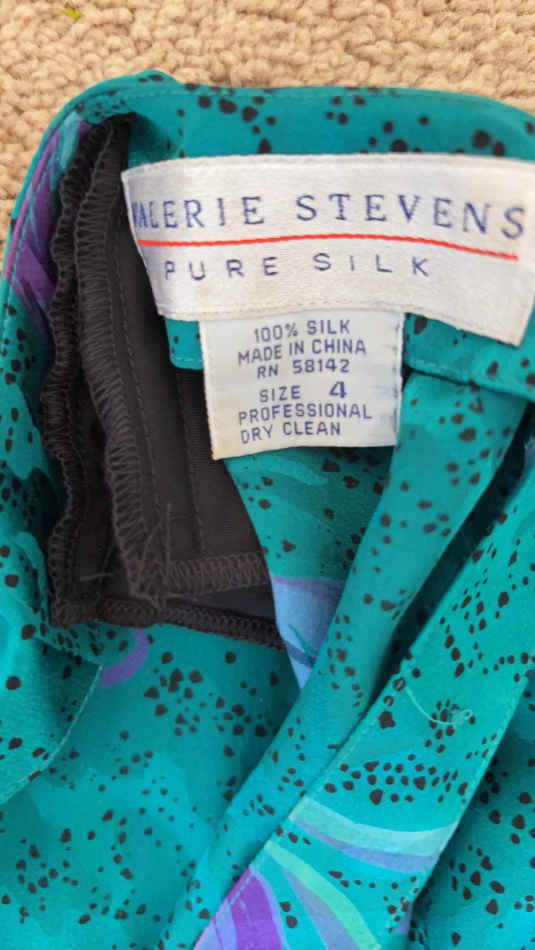 VALERIE STEVENS
PURE SILK
100% SILK
MADE IN CHINA
RN 58142
SIZE 4
PROFESSIONAL
DRY CLEAN